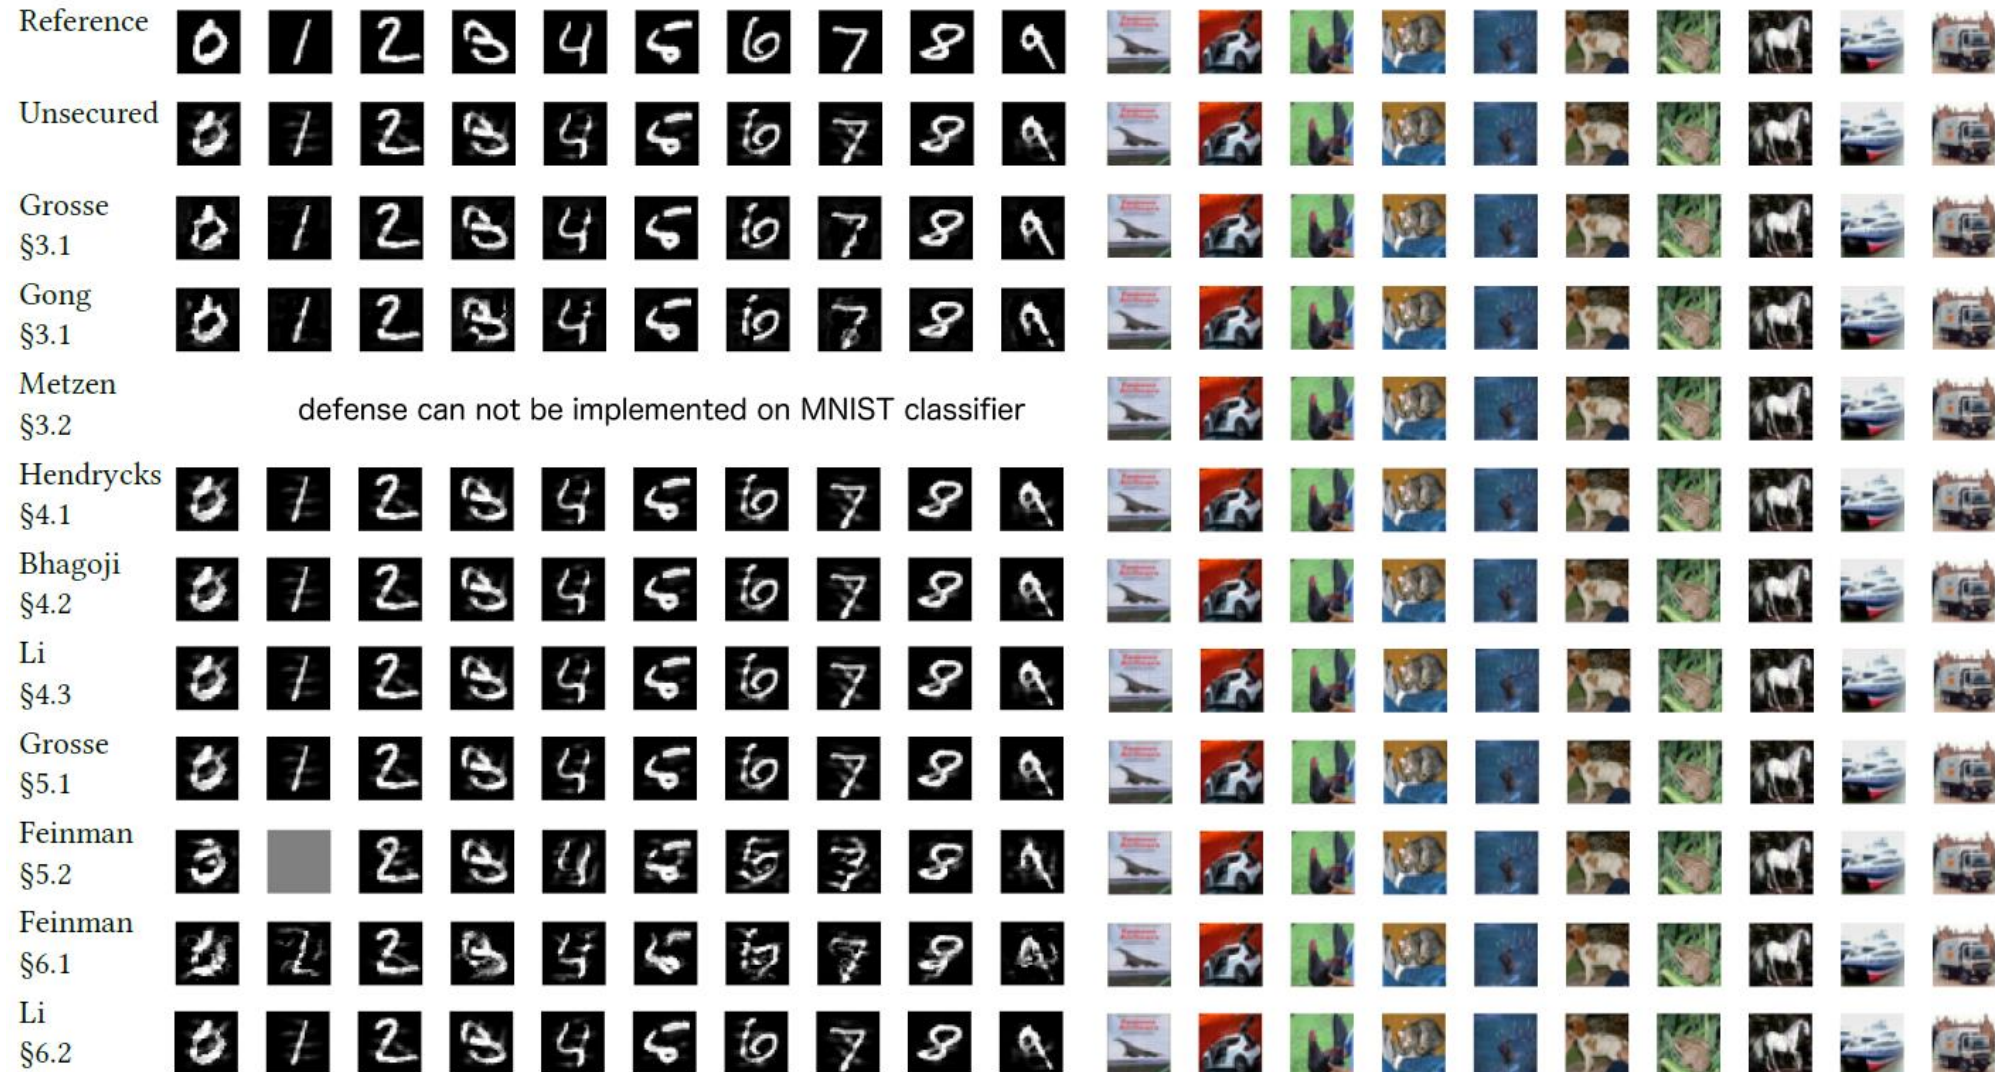 Reference
Unsecured
Grosse
§3.1
Gong
§3.1
Metzen
§3.2
defense can not be implemented on MNIST classifier
Hendrycks
§4.1
Bhagoji
§4.2
Li
§4.3
Grosse
§5.1
Feinman
§5.2
Feinman
§6.1
Li
§6.2